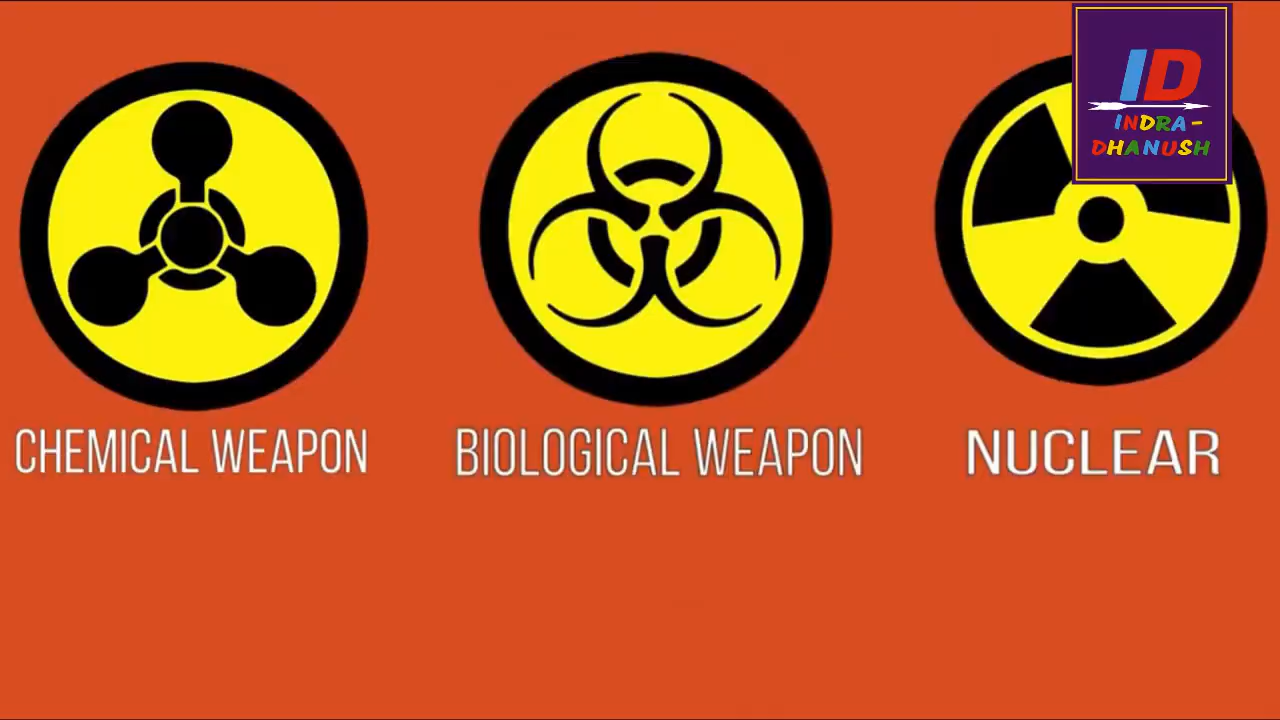 ID
INDRA-
DHANUSH
CHEMICAL WEAPON
BIOLOGICAL WEAPON
NUCLEAR